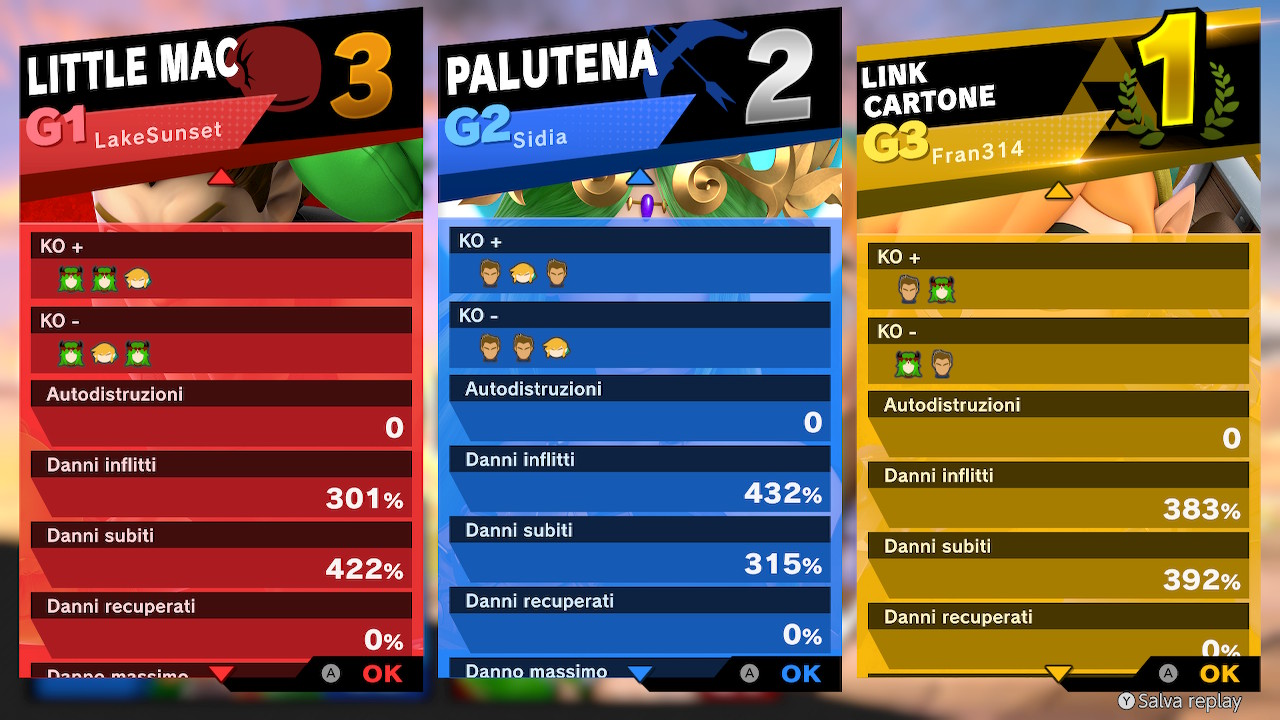 LITTLE MAC
3
G1 LakeSunset
KO +
KO -
Autodistruzioni
0
Danni inflitti
301%
Danni subiti
422%
Danni recuperati
0%
Danno massimo
A OK
PALUTENA
2
G2 Sidia
KO +
KO -
Autodistruzioni
0
Danni inflitti
432%
Danni subiti
315%
Danni recuperati
0%
Danno massimo
A OK
LINK
CARTONE
1
G3 Fran314
KO +
KO -
Autodistruzioni
0
Danni inflitti
383%
Danni subiti
392%
Danni recuperati
0%
A OK
Y Salva replay